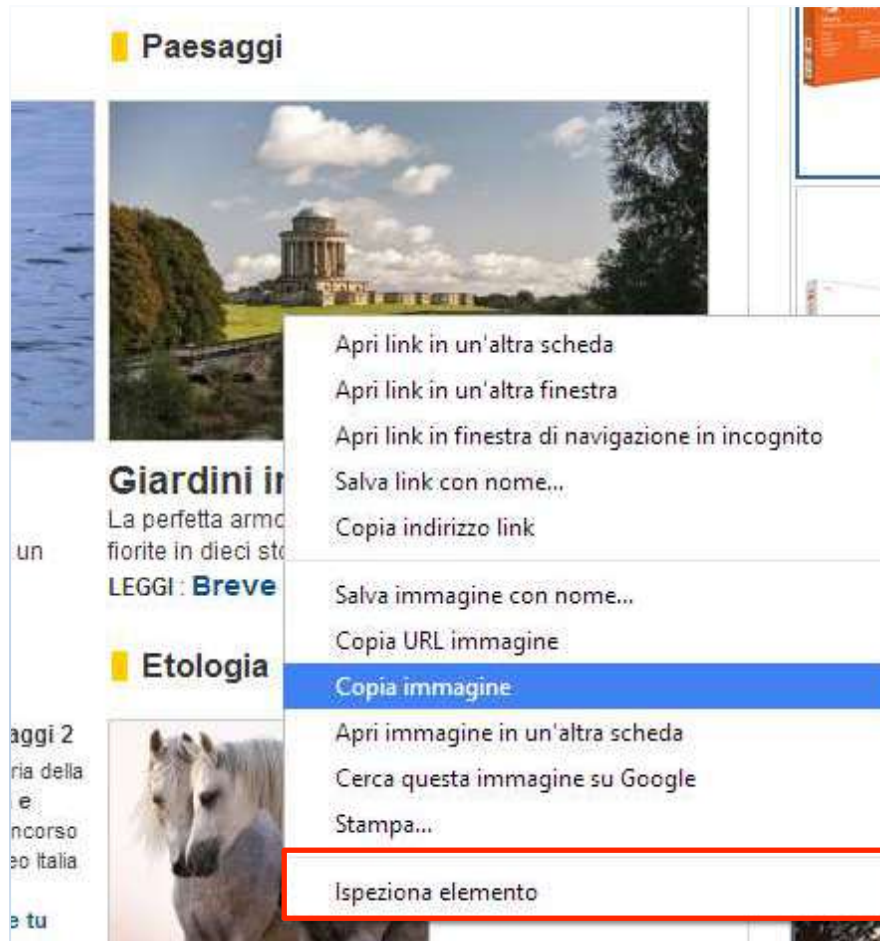 Paesaggi
Apri link in un'altra scheda
Apri link in un'altra finestra
Apri link in finestra di navigazione in incognito
Salva link con nome...
Copia indirizzo link
Salva immagine con nome...
Copia URL immagine
Copia immagine
Apri immagine in un'altra scheda
Cerca questa immagine su Google
Stampa...
Ispeziona elemento
Giardini
La perfetta armo
fiorite in dieci sto
LEGGI : Breve
Etologia
un
aggi 2
ria della
e
ncorso
eo Italia
e tu